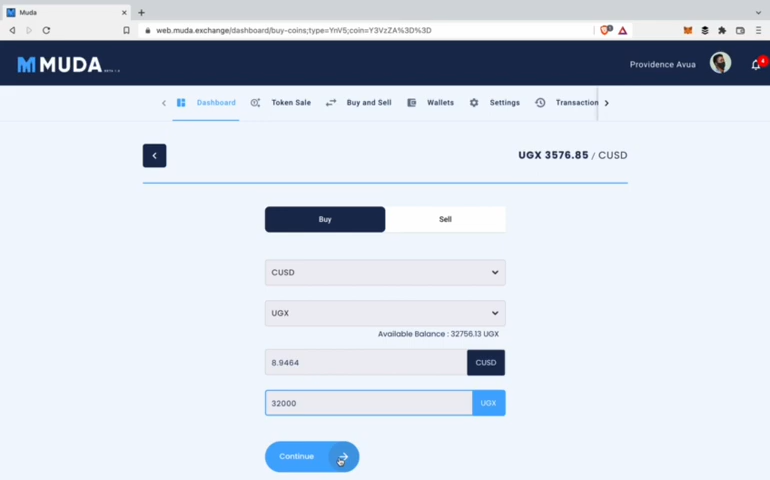 Muda
web.muda.exchange/dashboard/buy-coins;type=YnV5;coin=Y3VzZA%3D%3D
MUDA
Providence Avua
4
Dashboard
Token Sale
Buy and Sell
Wallets
Settings
Transaction
UGX 3576.85 / CUSD
Buy
Sell
CUSD
UGX
Available Balance : 32756.13 UGX
8.9464 CUSD
32000 UGX
Continue